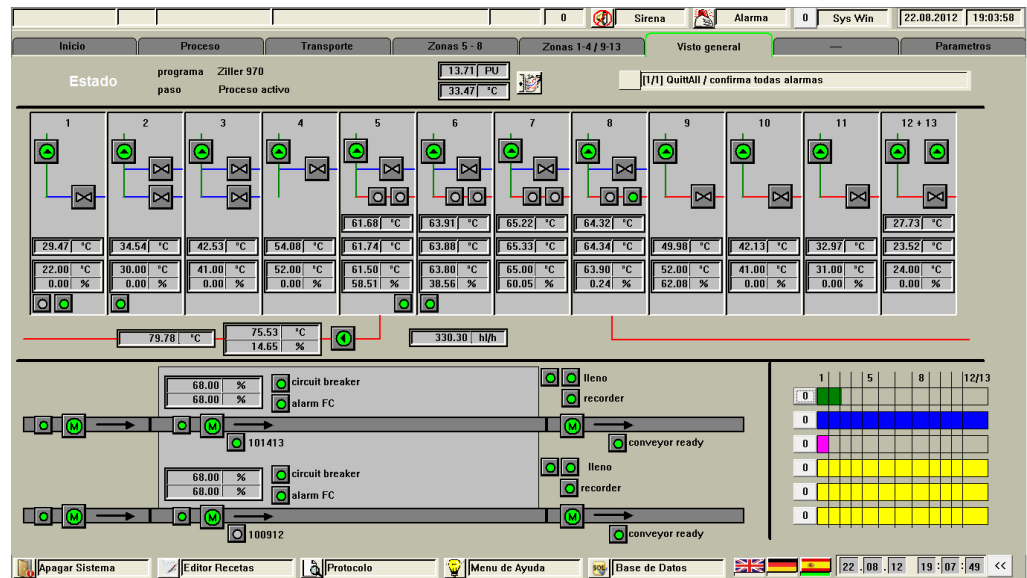 0 Sirena Alarma 0 Sys Win 22.08.2012 19:03:58
Inicio Proceso Transporte Zonas 5 - 8 Zonas 1-4 / 9-13 Visto general — Parametros
Estado programa Ziller 970 13.71 PU
paso Proceso activo 33.47 °C
[1/1] QuittAll / confirma todas alarmas
1 2 3 4 5 6 7 8 9 10 11 12 + 13
61.68 °C 63.91 °C 65.22 °C 64.32 °C 27.73 °C
29.47 °C 34.54 °C 42.53 °C 54.08 °C 61.74 °C 63.88 °C 65.33 °C 64.34 °C 49.98 °C 42.13 °C 32.97 °C 23.52 °C
22.00 °C 30.00 °C 41.00 °C 52.00 °C 61.50 °C 63.80 °C 65.00 °C 63.90 °C 52.00 °C 41.00 °C 31.00 °C 24.00 °C
0.00 % 0.00 % 0.00 % 0.00 % 58.51 % 38.56 % 60.05 % 0.24 % 62.08 % 0.00 % 0.00 % 0.00 %
79.78 °C 75.53 °C 330.30 hl/h
14.65 %
68.00 % circuit breaker lleno
68.00 % alarm FC recorder
M M M
101413 conveyor ready
68.00 % circuit breaker lleno
68.00 % alarm FC recorder
M M M
100912 conveyor ready
1 5 8 12/13
0
0
0
0
0
0
Apagar Sistema Editor Recetas Protocolo Menu de Ayuda SQL Base de Datos 22 .08 .12 19 : 07 : 49 <<